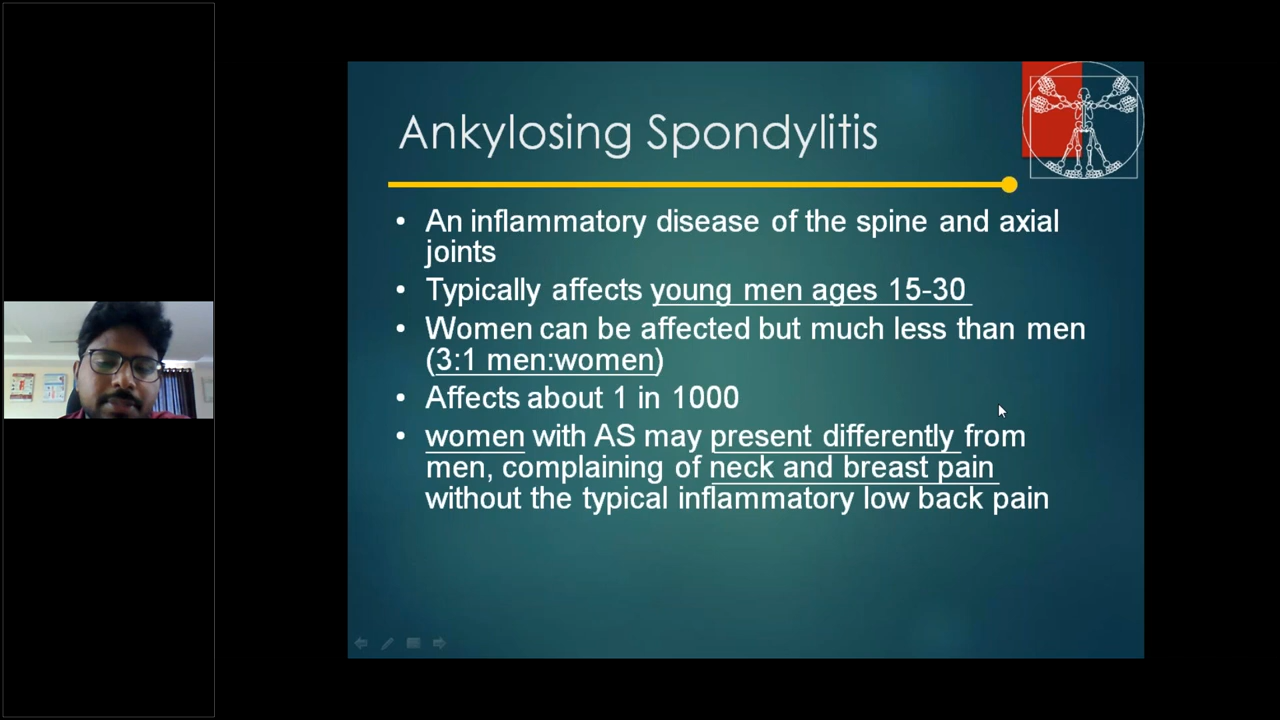 Ankylosing Spondylitis
• An inflammatory disease of the spine and axial
joints
• Typically affects young men ages 15-30
• Women can be affected but much less than men
(3:1 men:women)
• Affects about 1 in 1000
• women with AS may present differently from
men, complaining of neck and breast pain
without the typical inflammatory low back pain